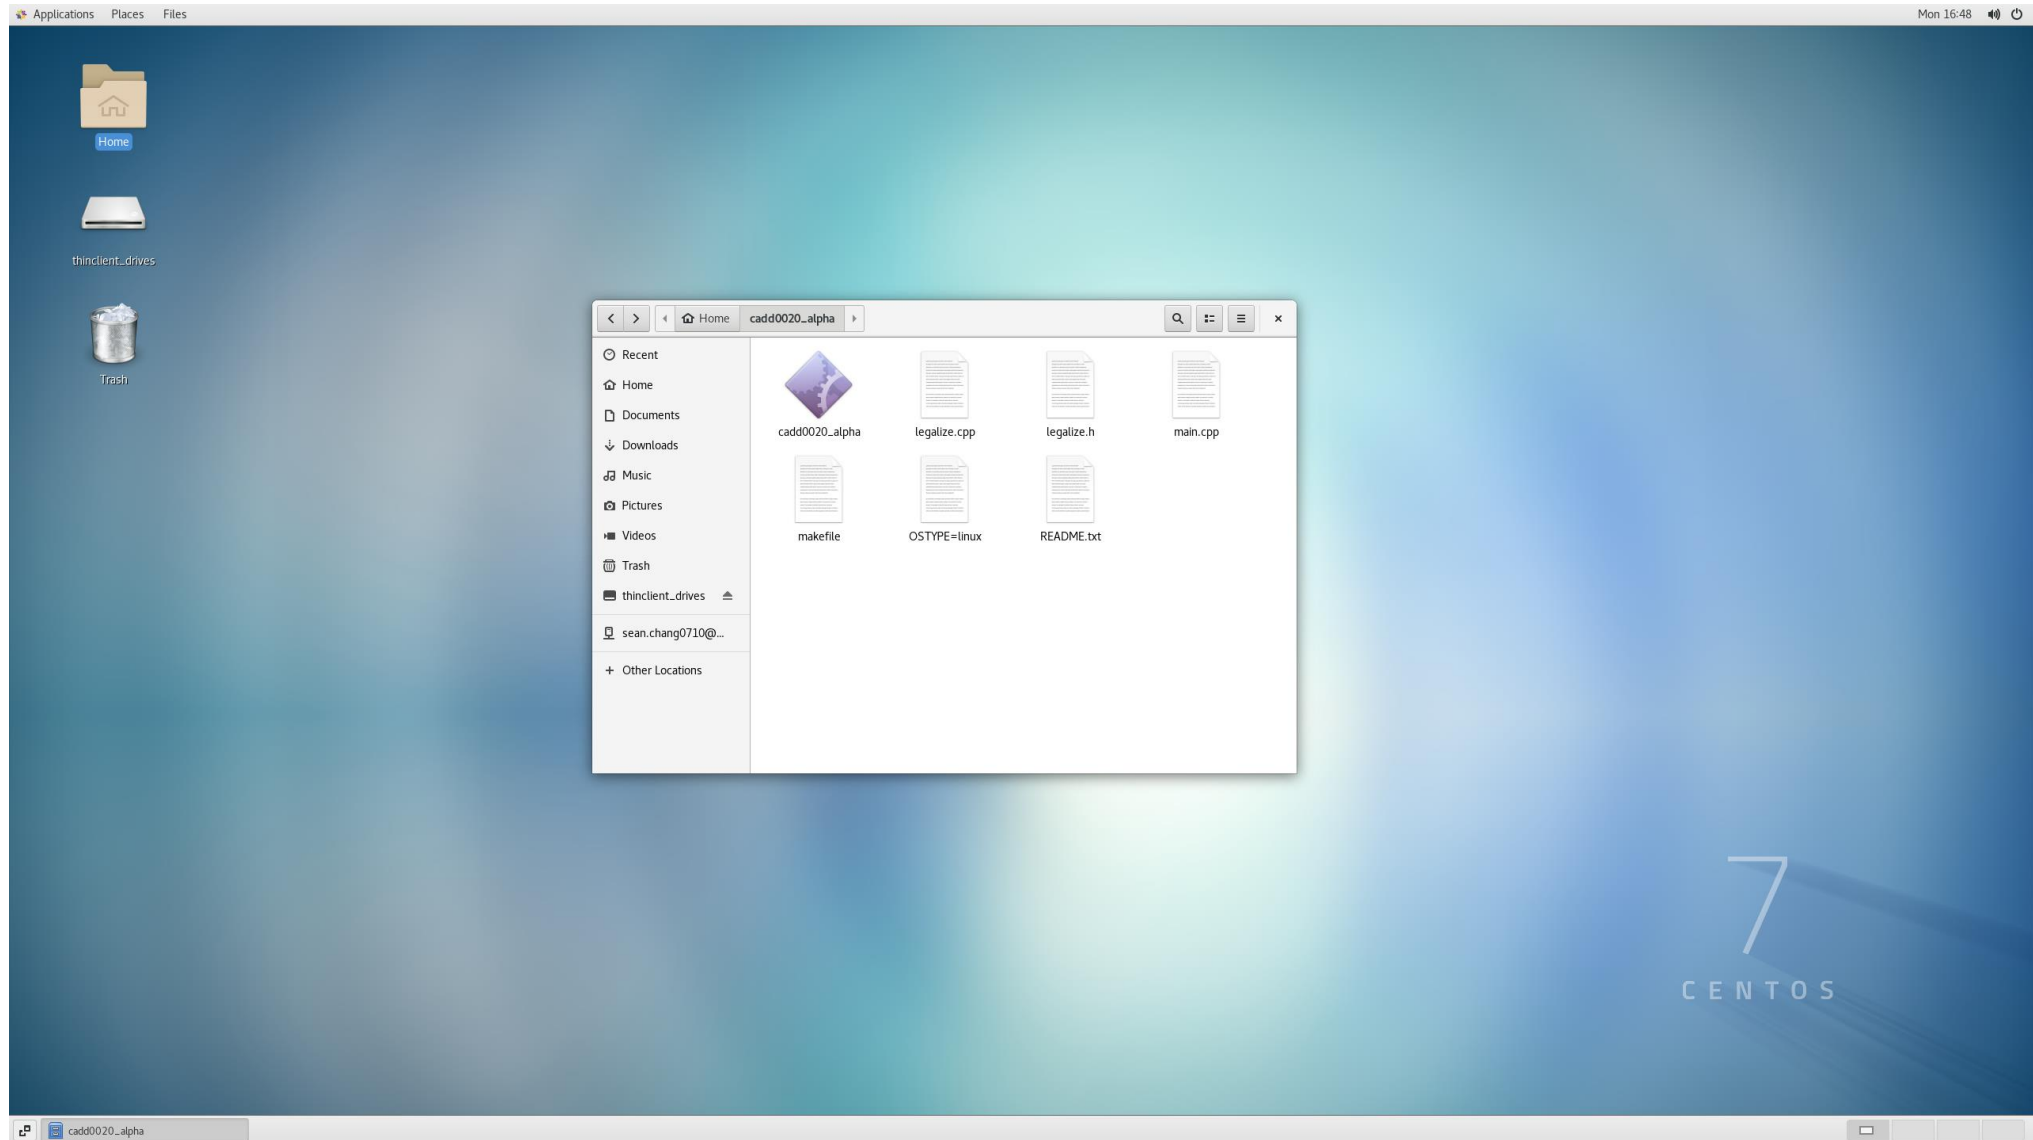 Applications Places Files Mon 16:48
Home
thinclient_drives
Trash
Home cadd0020_alpha
Recent
Home
Documents
Downloads
Music
Pictures
Videos
Trash
thinclient_drives
sean.chang0710@...
Other Locations
cadd0020_alpha legalize.cpp legalize.h main.cpp
makefile OSTYPE=linux README.txt
7
CENTOS
cadd0020_alpha